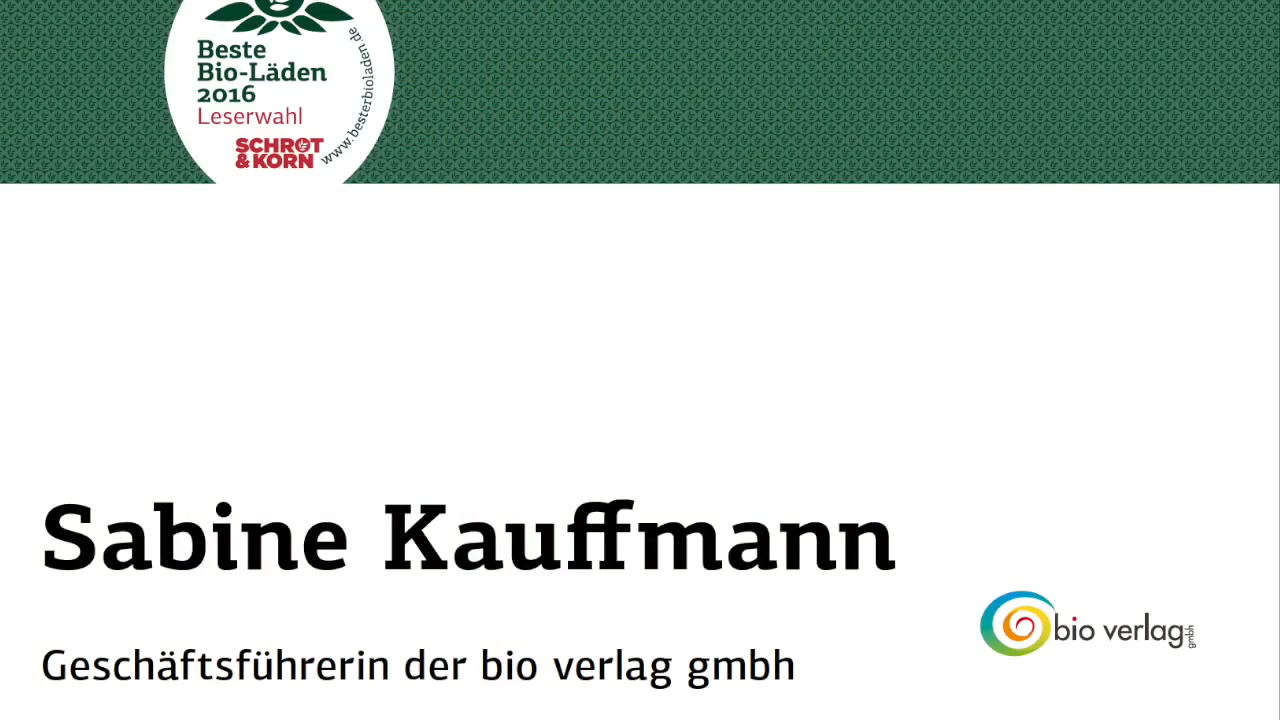 Beste
Bio-Läden
2016
Leserwahl
SCHROT
& KORN
www.besterbioladen.de
Sabine Kauffmann
bio verlag gmbh
Geschäftsführerin der bio verlag gmbh